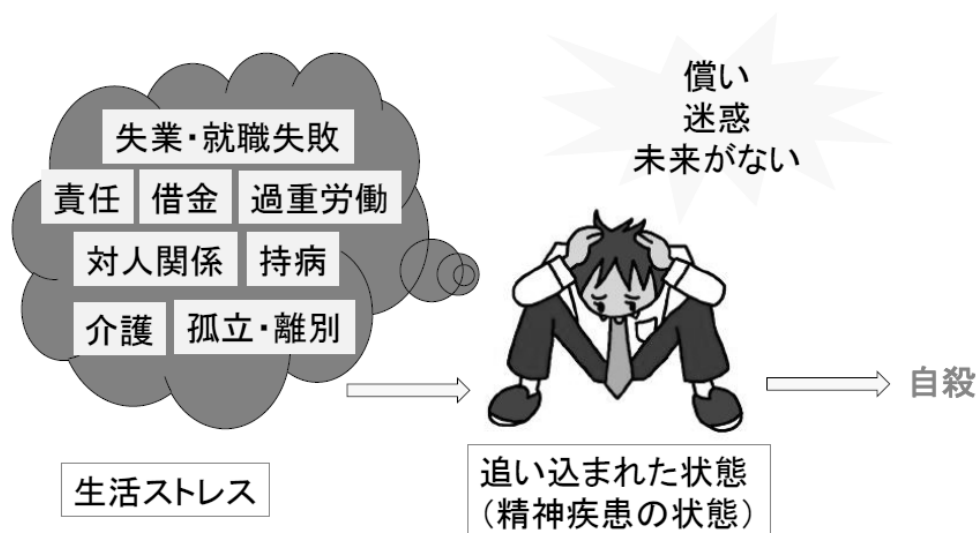 償い
迷惑
未来がない
失業・就職失敗
責任 借金 過重労働
対人関係 持病
介護 孤立・離別
自殺
生活ストレス
追い込まれた状態
(精神疾患の状態)